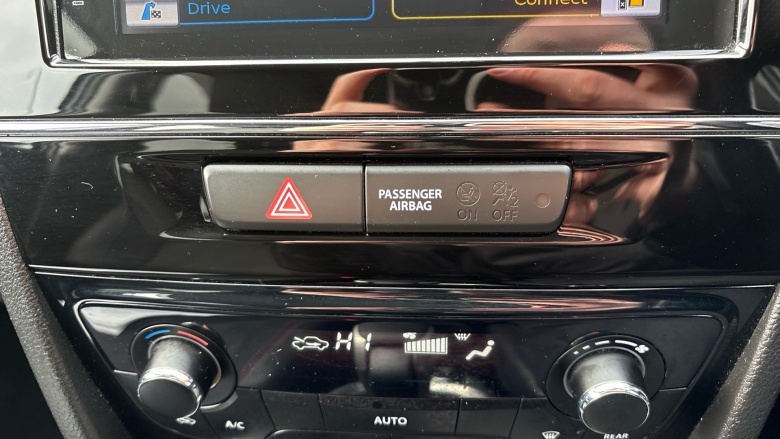 Drive
Connect
PASSENGER
AIRBAG
ON
OFF
HI
A/C
AUTO
REAR